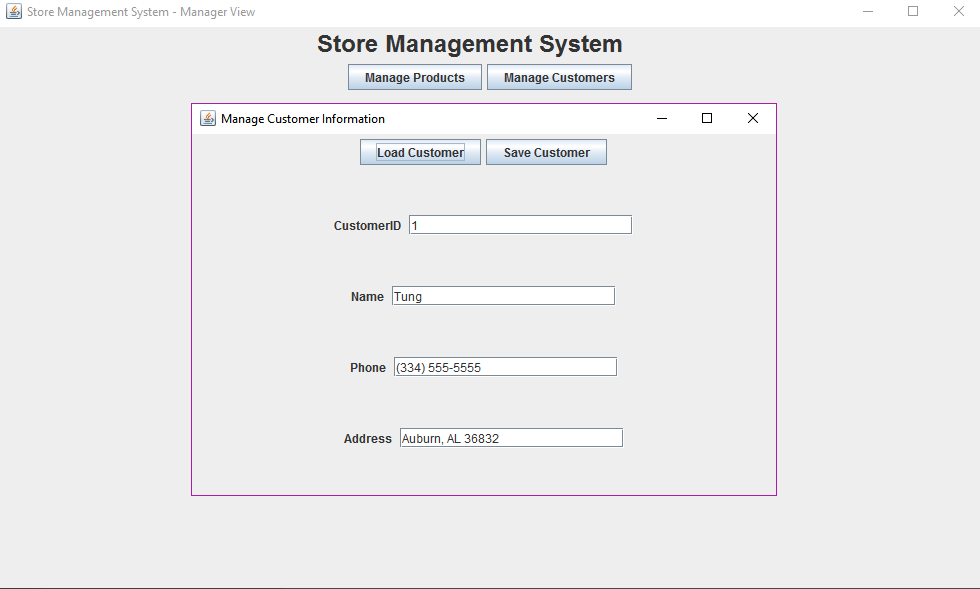 Store Management System - Manager View
Store Management System
Manage Products Manage Customers
Manage Customer Information
Load Customer Save Customer
CustomerID 1
Name Tung
Phone (334) 555-5555
Address Auburn, AL 36832